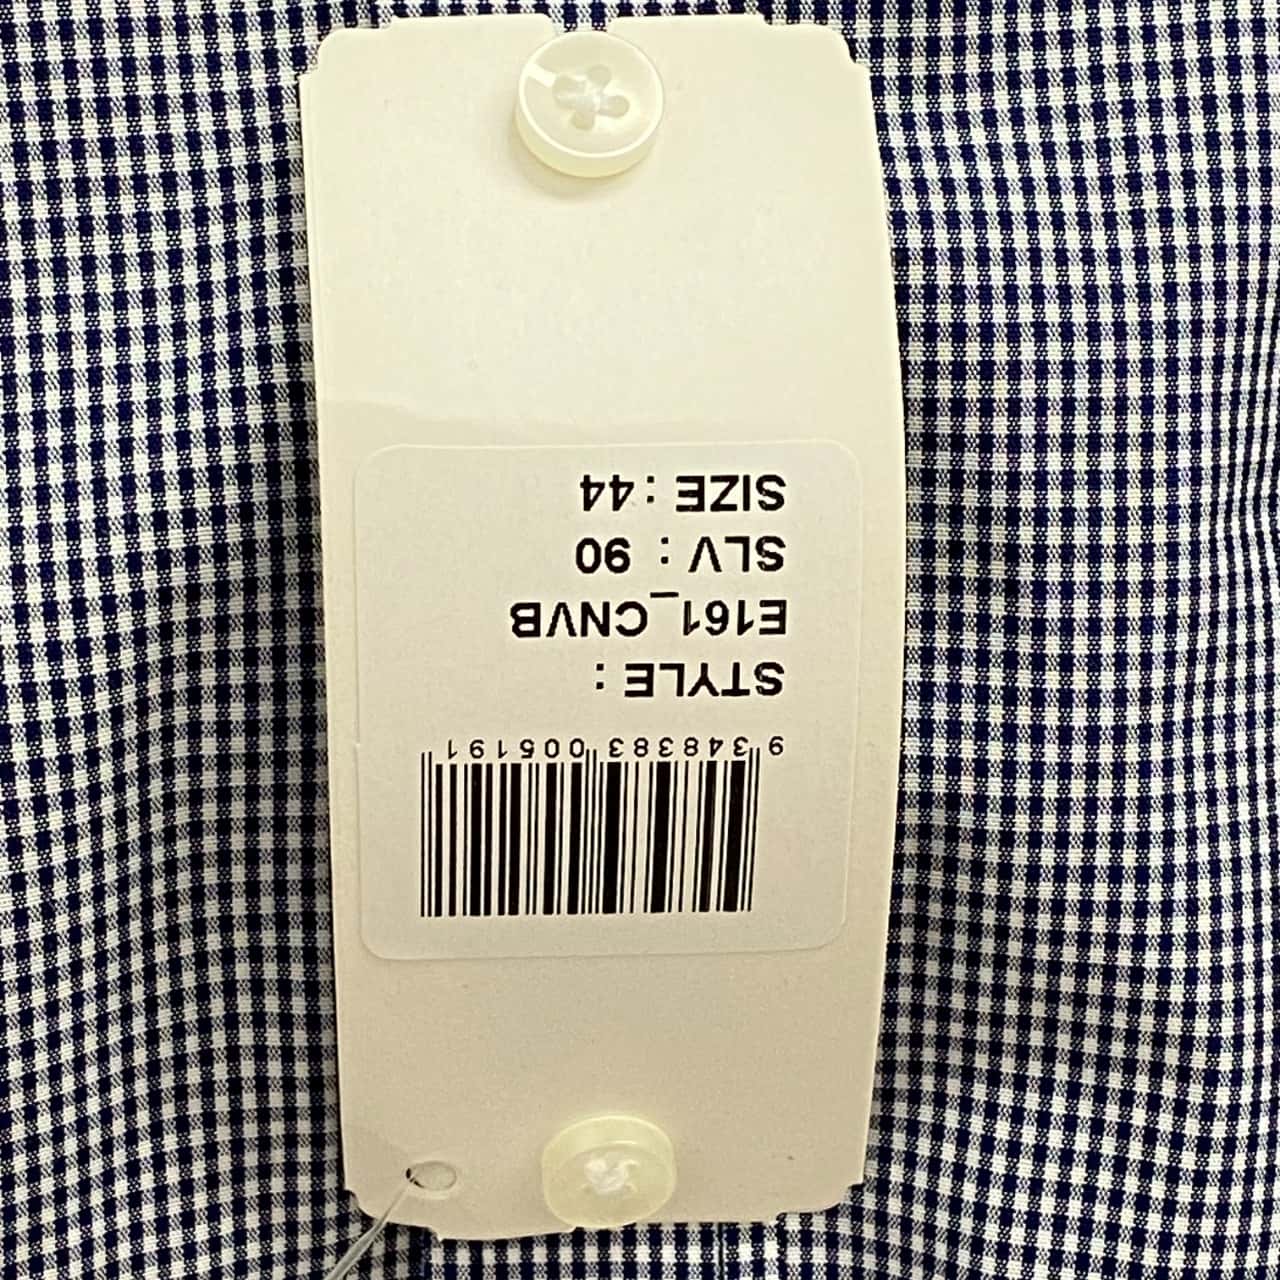 9 348383 005191
STYLE :
E161_CNVB
SLV : 90
SIZE : 44